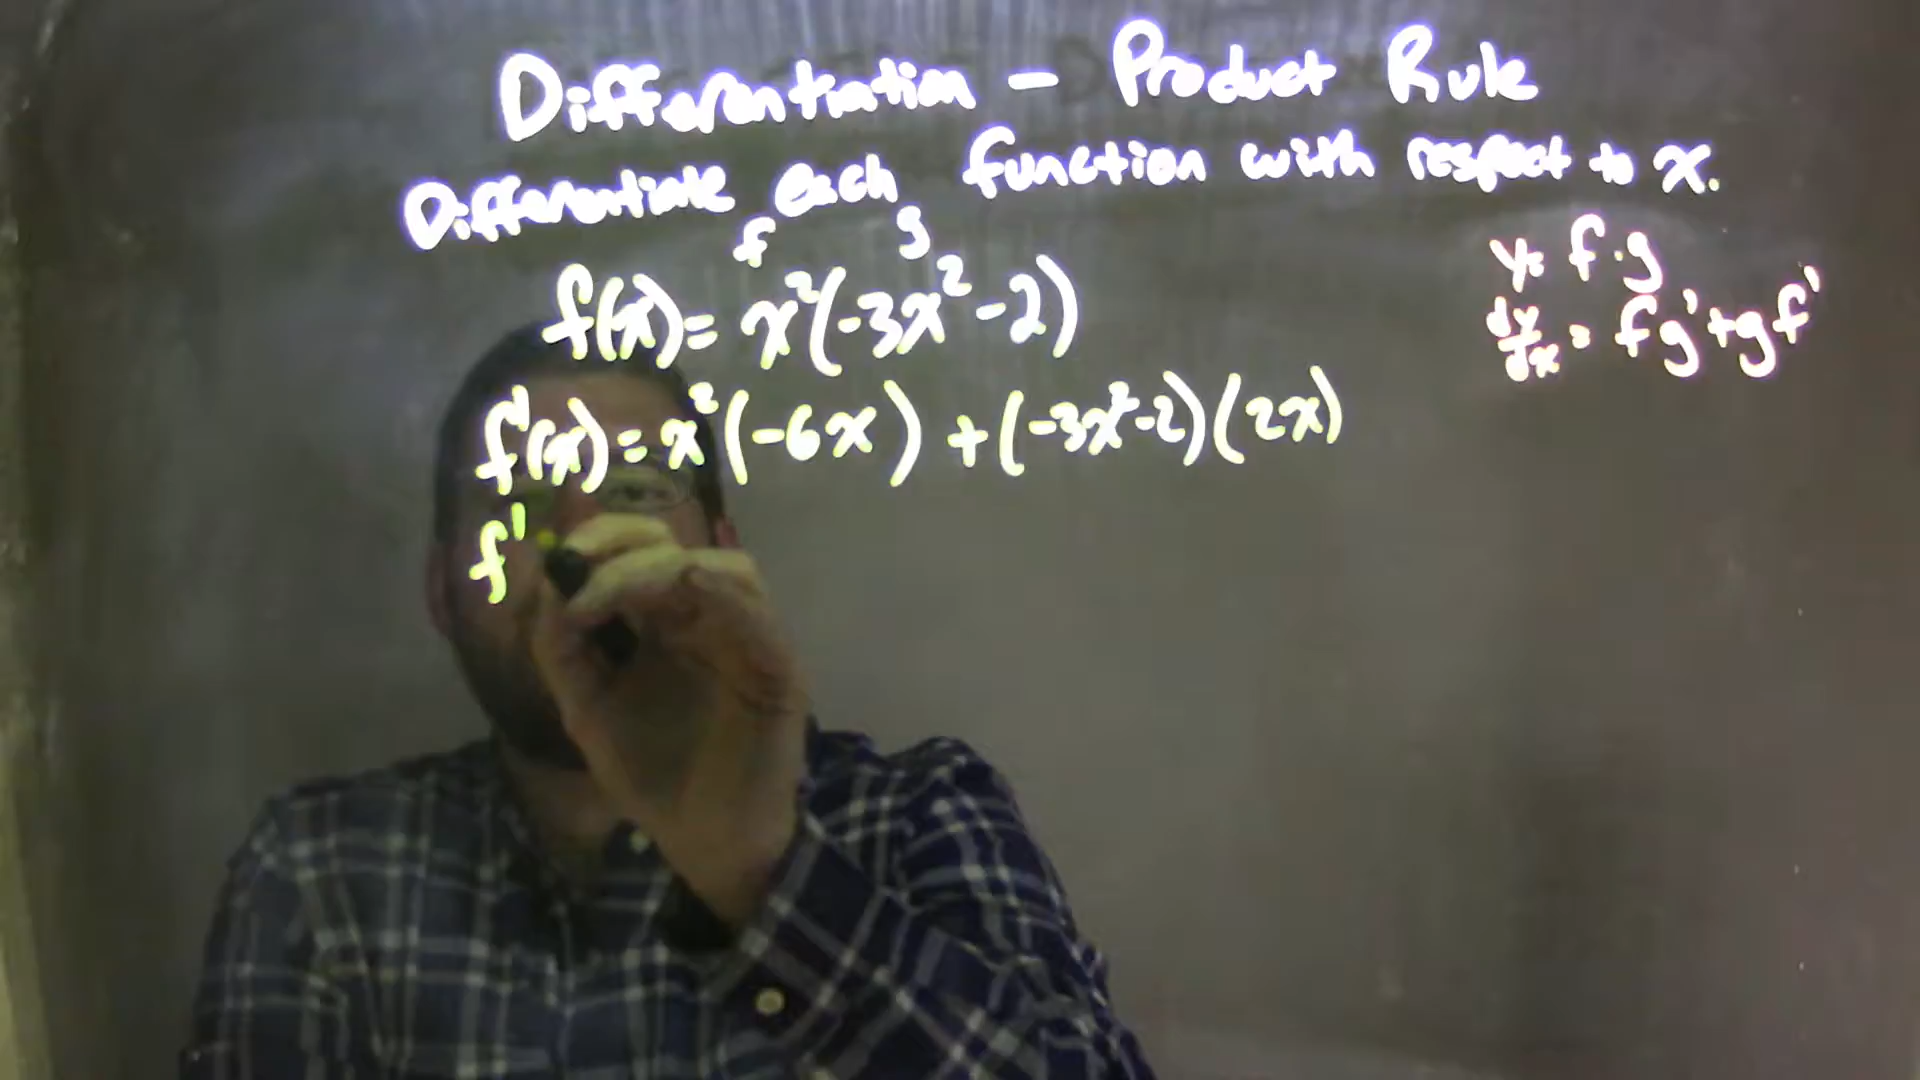 Differentiation - Product Rule
Differentiate each function with respect to x.
f g
f(x) = x²(-3x²-2)
f'(x) = x²(-6x) + (-3x²-2)(2x)
f'
y = f·g
dy/dx = fg' + gf'